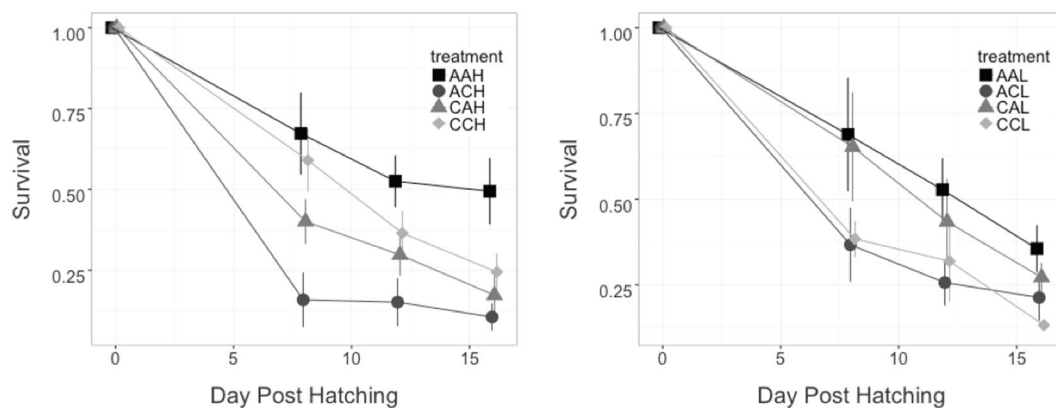 1.00
0.75
0.50
0.25
0
5
10
15
Survival
Day Post Hatching
treatment
AAH
ACH
CAH
CCH
1.00
0.75
0.50
0.25
0
5
10
15
Survival
Day Post Hatching
treatment
AAL
ACL
CAL
CCL